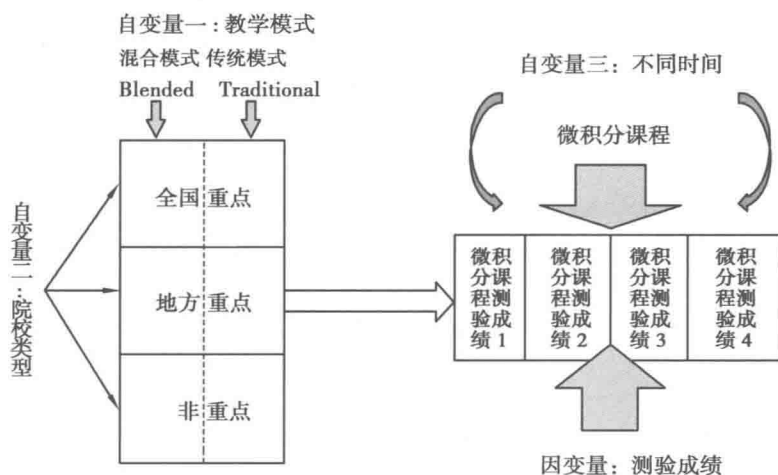 自变量一：教学模式
混合模式 传统模式
Blended Traditional
自变量二：院校类型
全国重点
地方重点
非重点
自变量三：不同时间
微积分课程
微积分课程测验成绩1
微积分课程测验成绩2
微积分课程测验成绩3
微积分课程测验成绩4
因变量：测验成绩